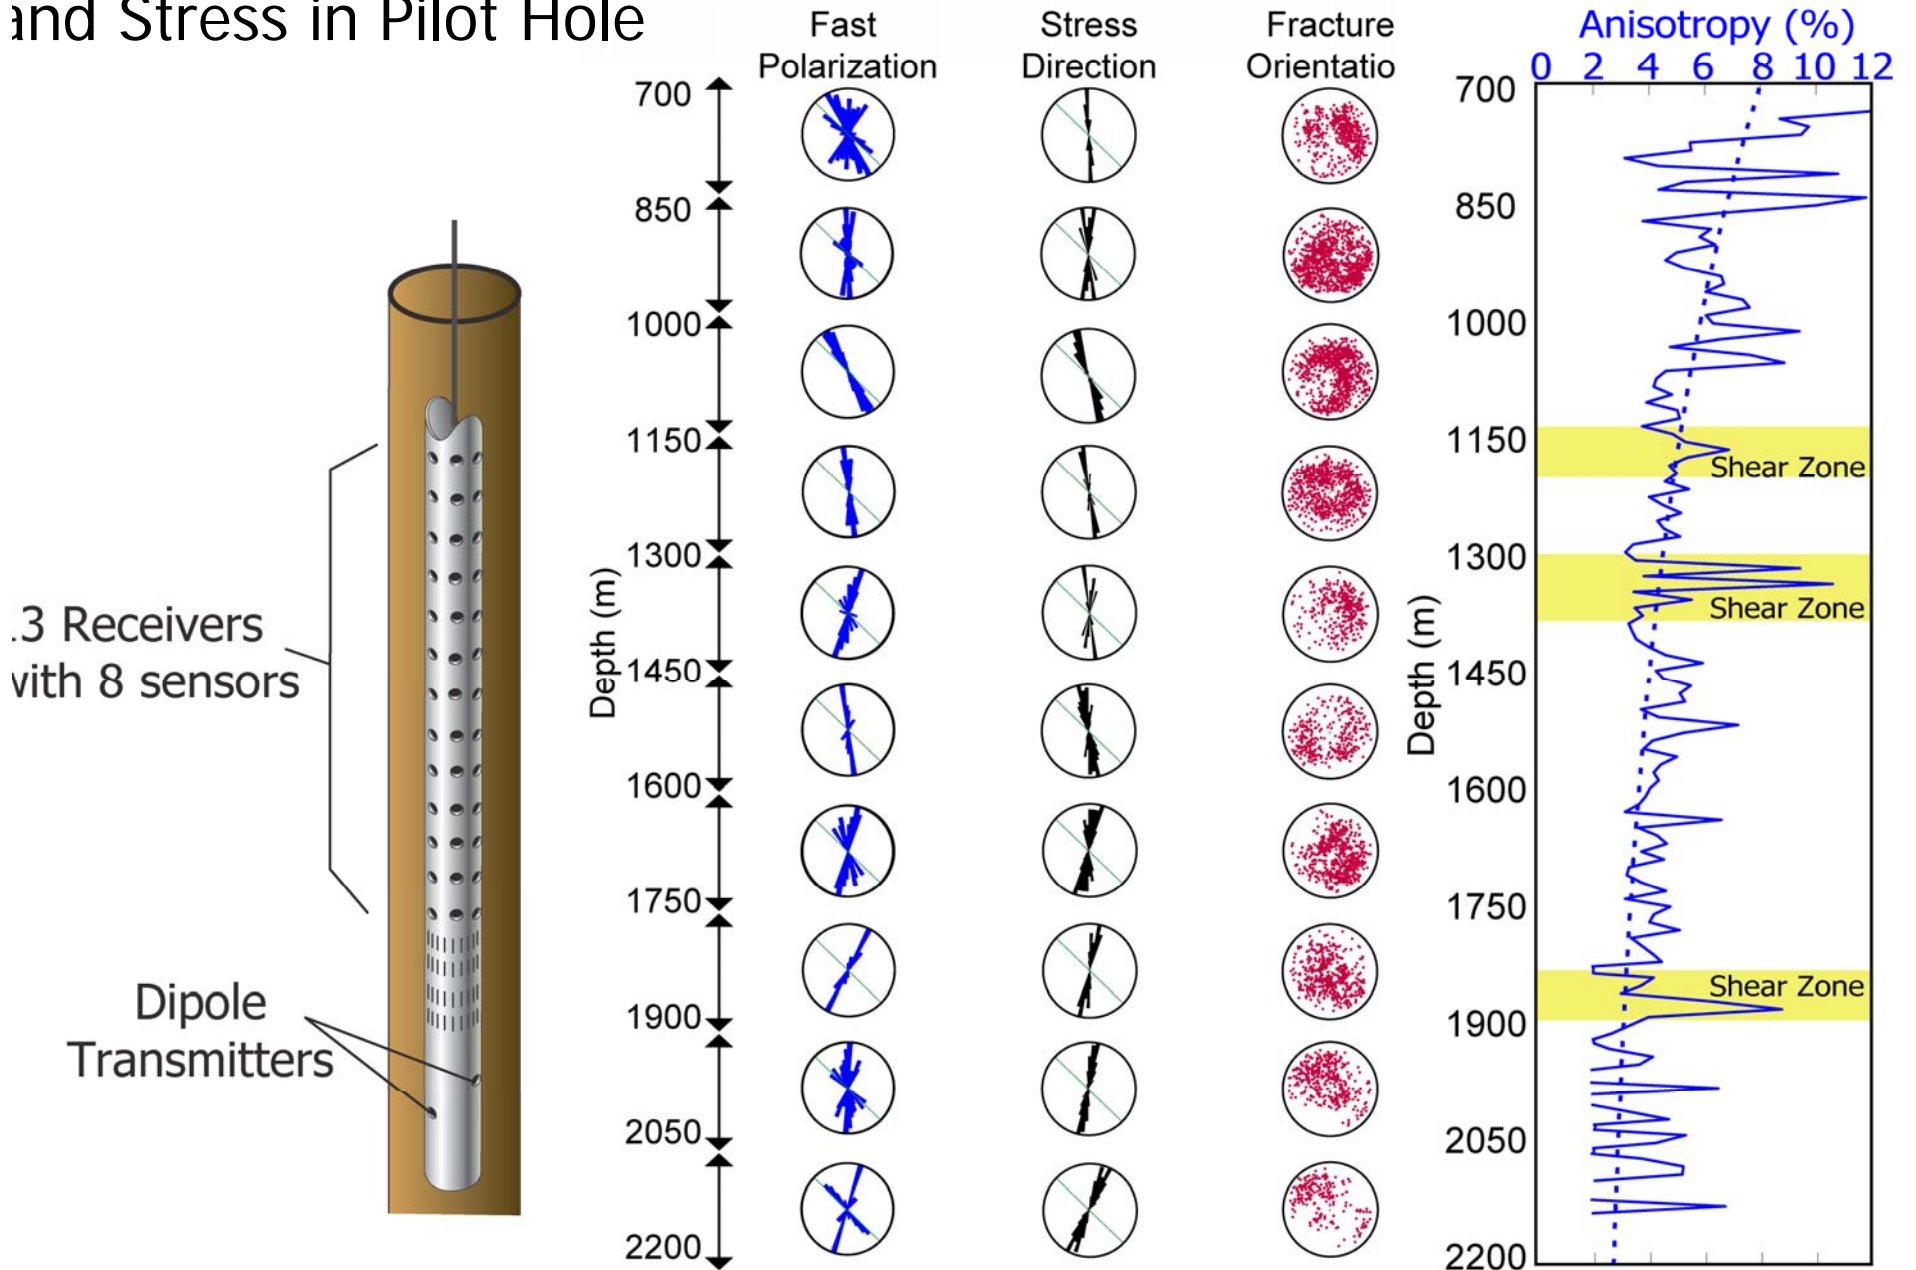 and Stress in Pilot Hole
Fast
Polarization
Stress
Direction
Fracture
Orientatio
Anisotropy (%)
0 2 4 6 8 10 12
700
850
1000
1150
1300
1450
1600
1750
1900
2050
2200
Depth (m)
700
850
1000
1150
1300
1450
1600
1750
1900
2050
2200
Depth (m)
Shear Zone
Shear Zone
Shear Zone
3 Receivers
with 8 sensors
Dipole
Transmitters